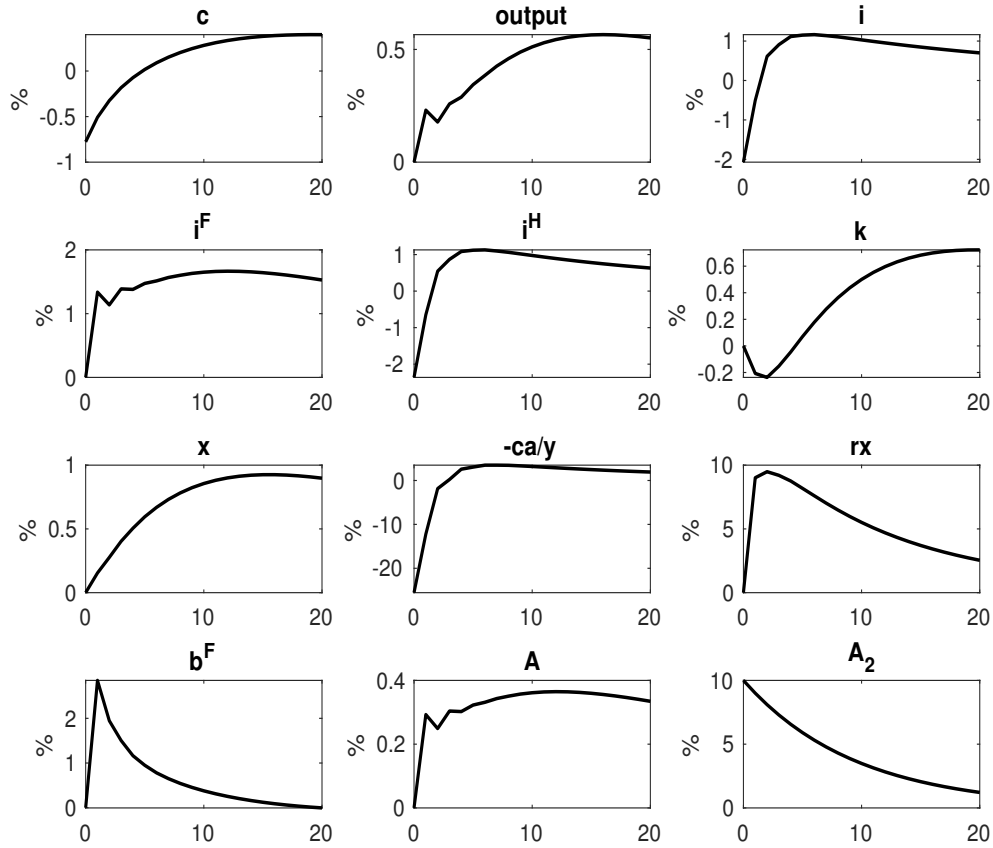 c output i
% 0 -0.5 -1 0 10 20
% 0.5 0 0 10 20
% 1 0 -1 -2 0 10 20
i^F i^H k
% 2 1 0 0 10 20
% 1 0 -1 -2 0 10 20
% 0.6 0.4 0.2 0 -0.2 0 10 20
x -ca/y rx
% 1 0.5 0 0 10 20
% 0 -10 -20 0 10 20
% 10 5 0 0 10 20
b^F A A_2
% 2 1 0 0 10 20
% 0.4 0.2 0 0 10 20
% 10 5 0 0 10 20